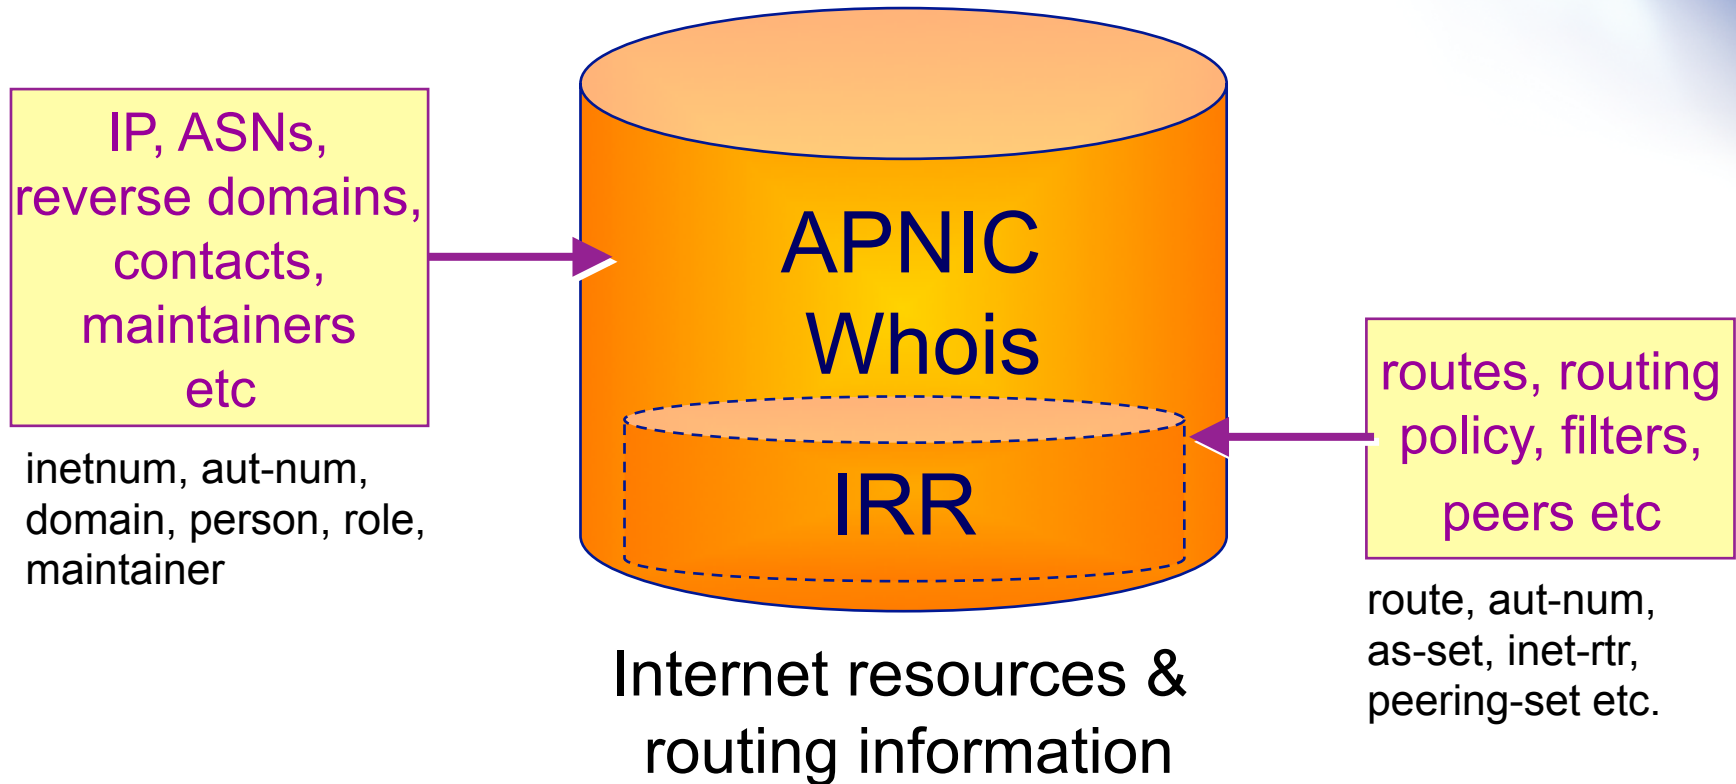 IP, ASNs,
reverse domains,
contacts,
maintainers
etc
inetnum, aut-num,
domain, person, role,
maintainer
APNIC
Whois
IRR
Internet resources &
routing information
routes, routing
policy, filters,
peers etc
route, aut-num,
as-set, inet-rtr,
peering-set etc.